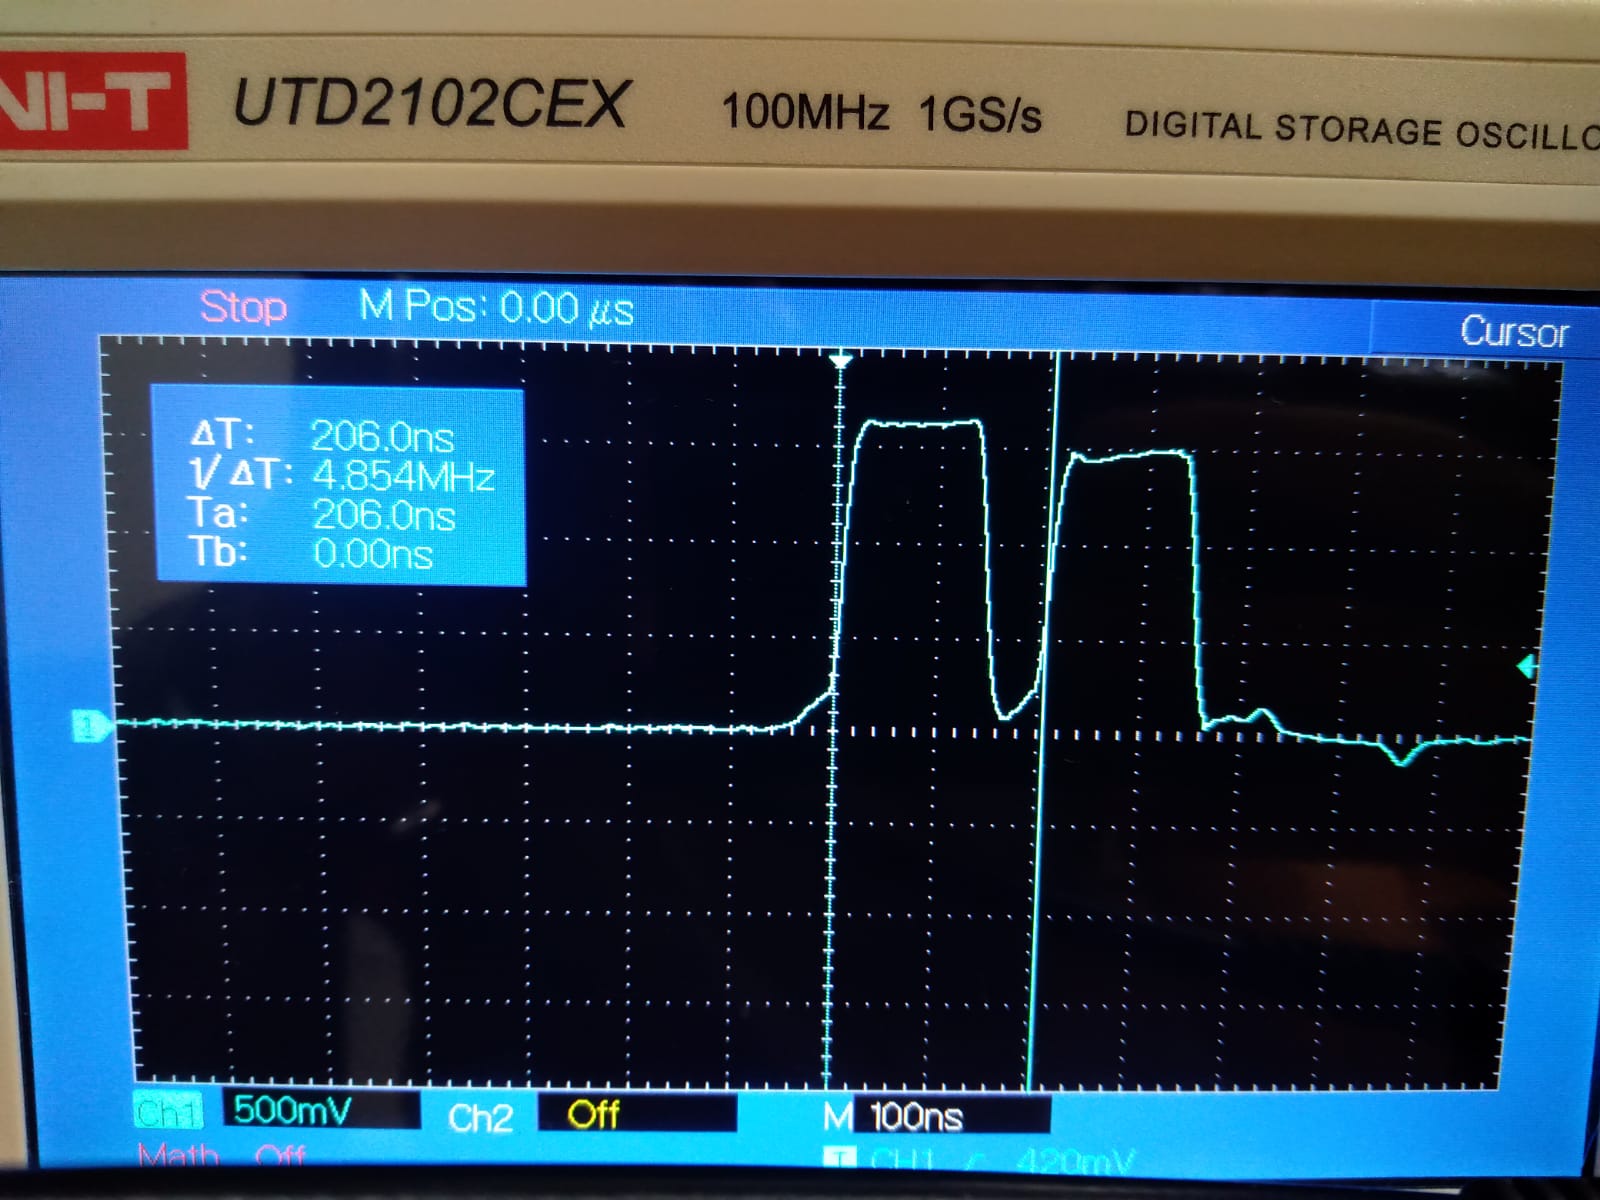 NI-T UTD2102CEX 100MHz 1GS/s DIGITAL STORAGE OSCILLO
Stop M Pos: 0.00 μs Cursor
ΔT: 206.0ns
1/ΔT: 4.854MHz
Ta: 206.0ns
Tb: 0.00ns
1
Ch1 500mV Ch2 Off M 100ns
Math Off T CH1 420mV